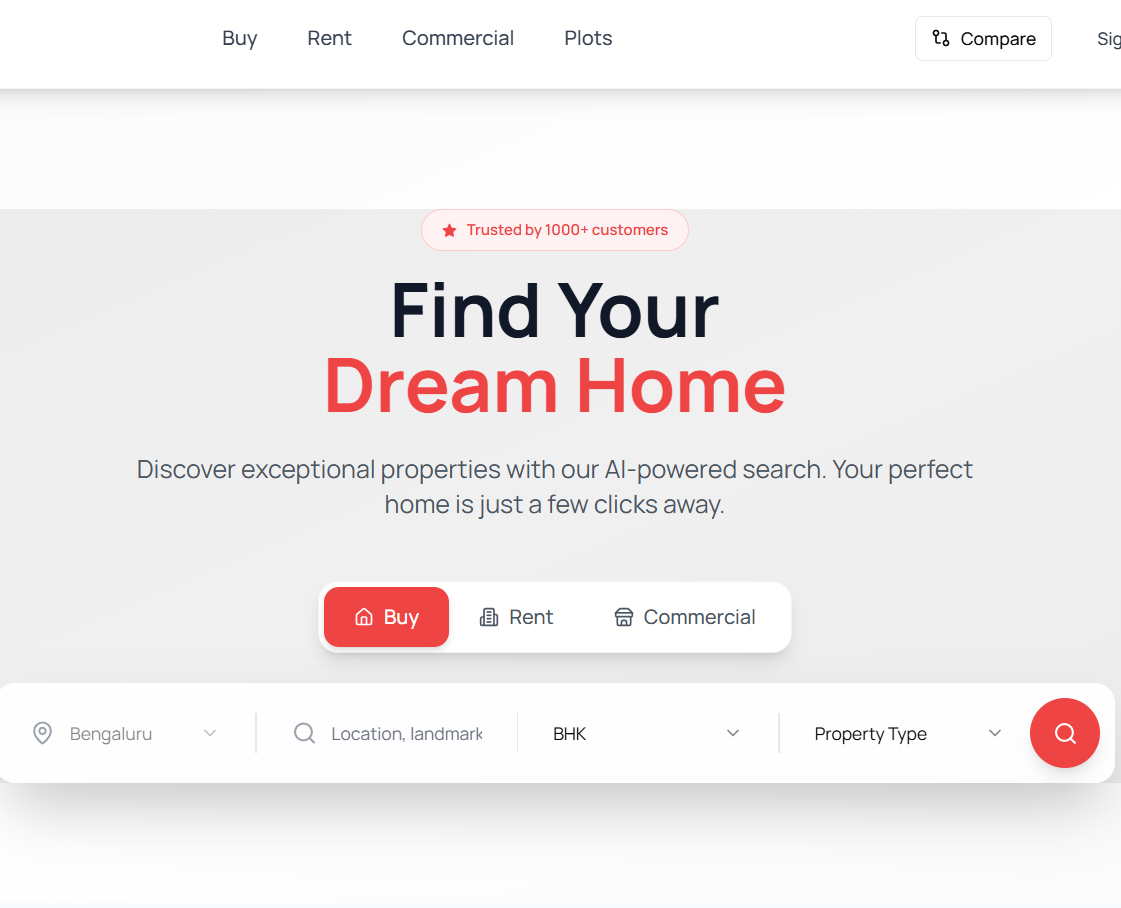 Buy Rent Commercial Plots Compare Sig
Trusted by 1000+ customers
Find Your
Dream Home
Discover exceptional properties with our AI-powered search. Your perfect
home is just a few clicks away.
Buy Rent Commercial
Bengaluru Location, landmark BHK Property Type